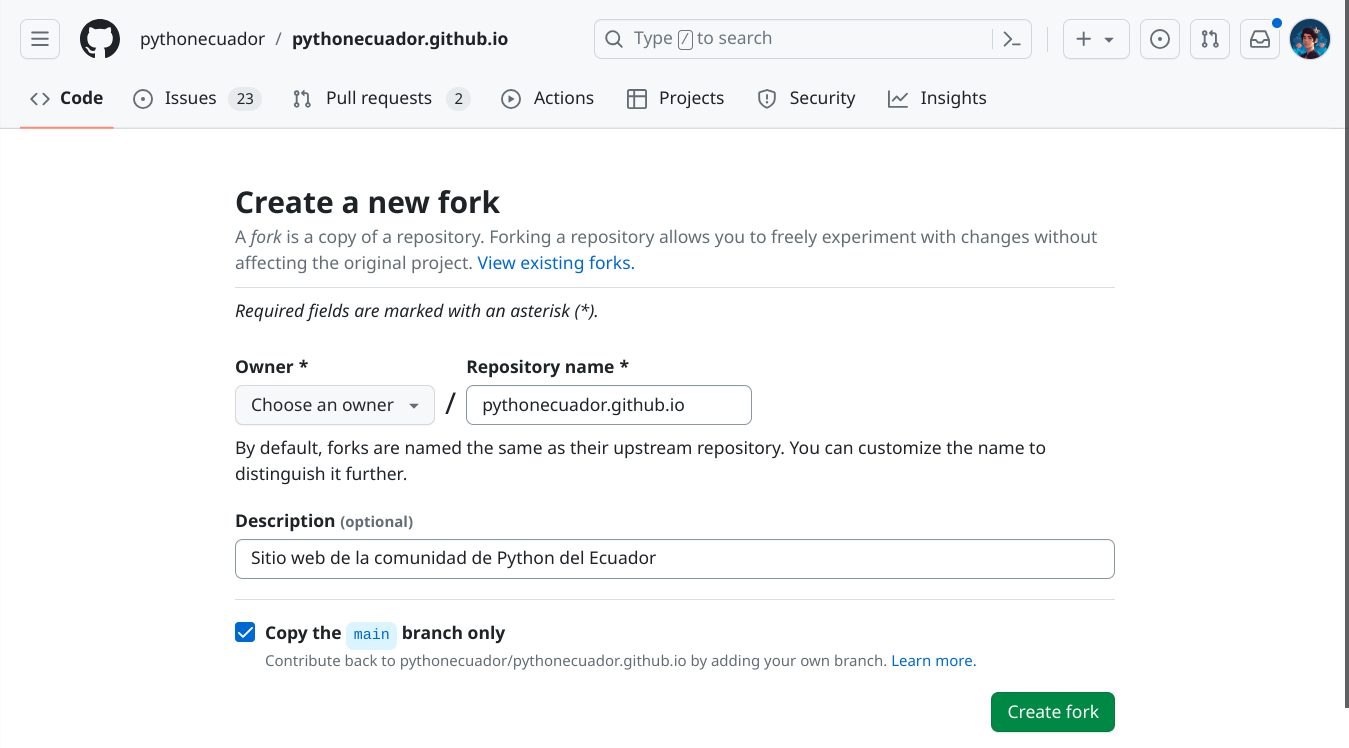 pythonecuador / pythonecuador.github.io
Type / to search
Code
Issues 23
Pull requests 2
Actions
Projects
Security
Insights
Create a new fork
A fork is a copy of a repository. Forking a repository allows you to freely experiment with changes without
affecting the original project. View existing forks.
Required fields are marked with an asterisk (*).
Owner *
Repository name *
Choose an owner / pythonecuador.github.io
By default, forks are named the same as their upstream repository. You can customize the name to
distinguish it further.
Description (optional)
Sitio web de la comunidad de Python del Ecuador
Copy the main branch only
Contribute back to pythonecuador/pythonecuador.github.io by adding your own branch. Learn more.
Create fork